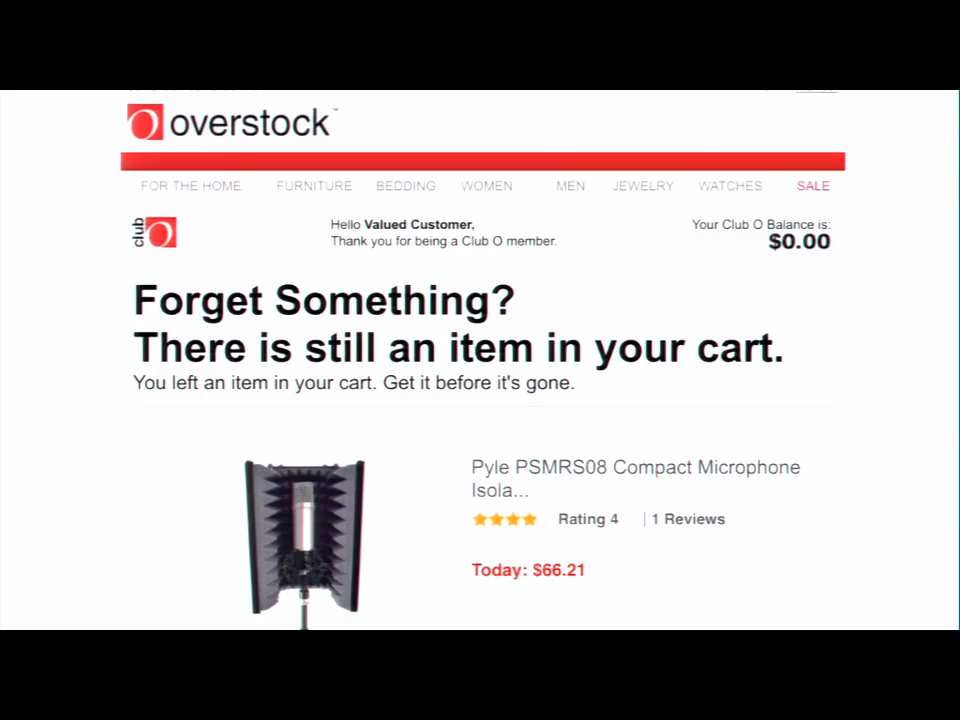 overstock™
FOR THE HOME FURNITURE BEDDING WOMEN MEN JEWELRY WATCHES SALE
club O
Hello Valued Customer,
Thank you for being a Club O member.
Your Club O Balance is:
$0.00
Forget Something?
There is still an item in your cart.
You left an item in your cart. Get it before it's gone.
Pyle PSMRS08 Compact Microphone
Isola...
Rating 4 | 1 Reviews
Today: $66.21